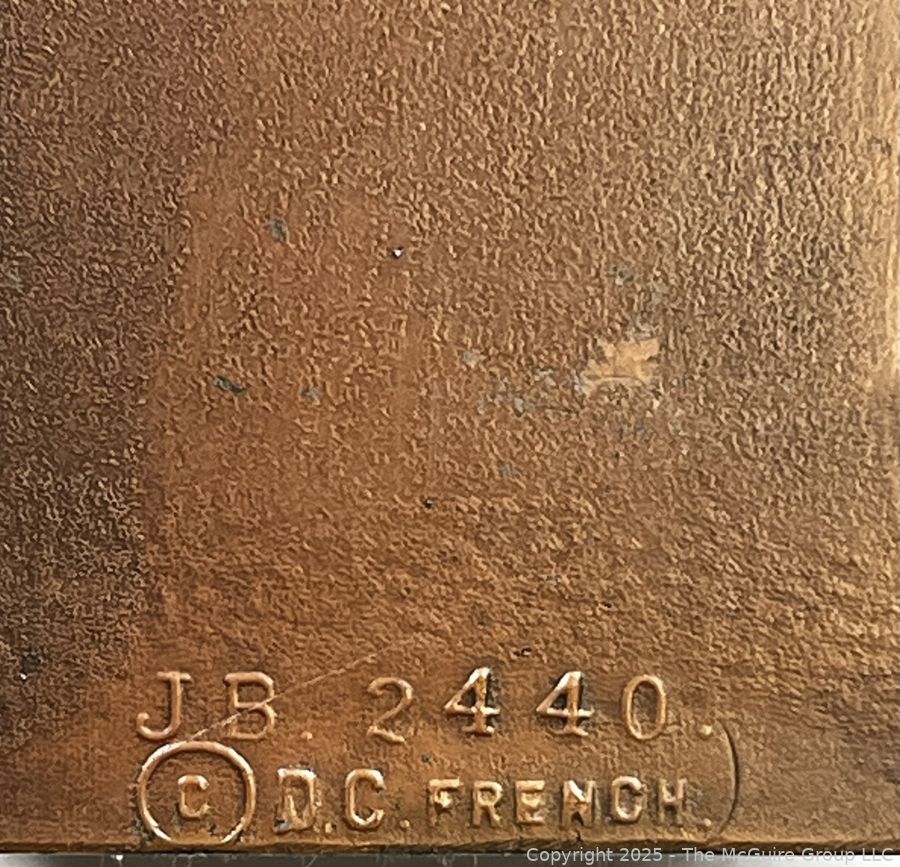 JB. 2440.
© D.C. FRENCH.
Copyright 2025 - The McGuire Group LLC